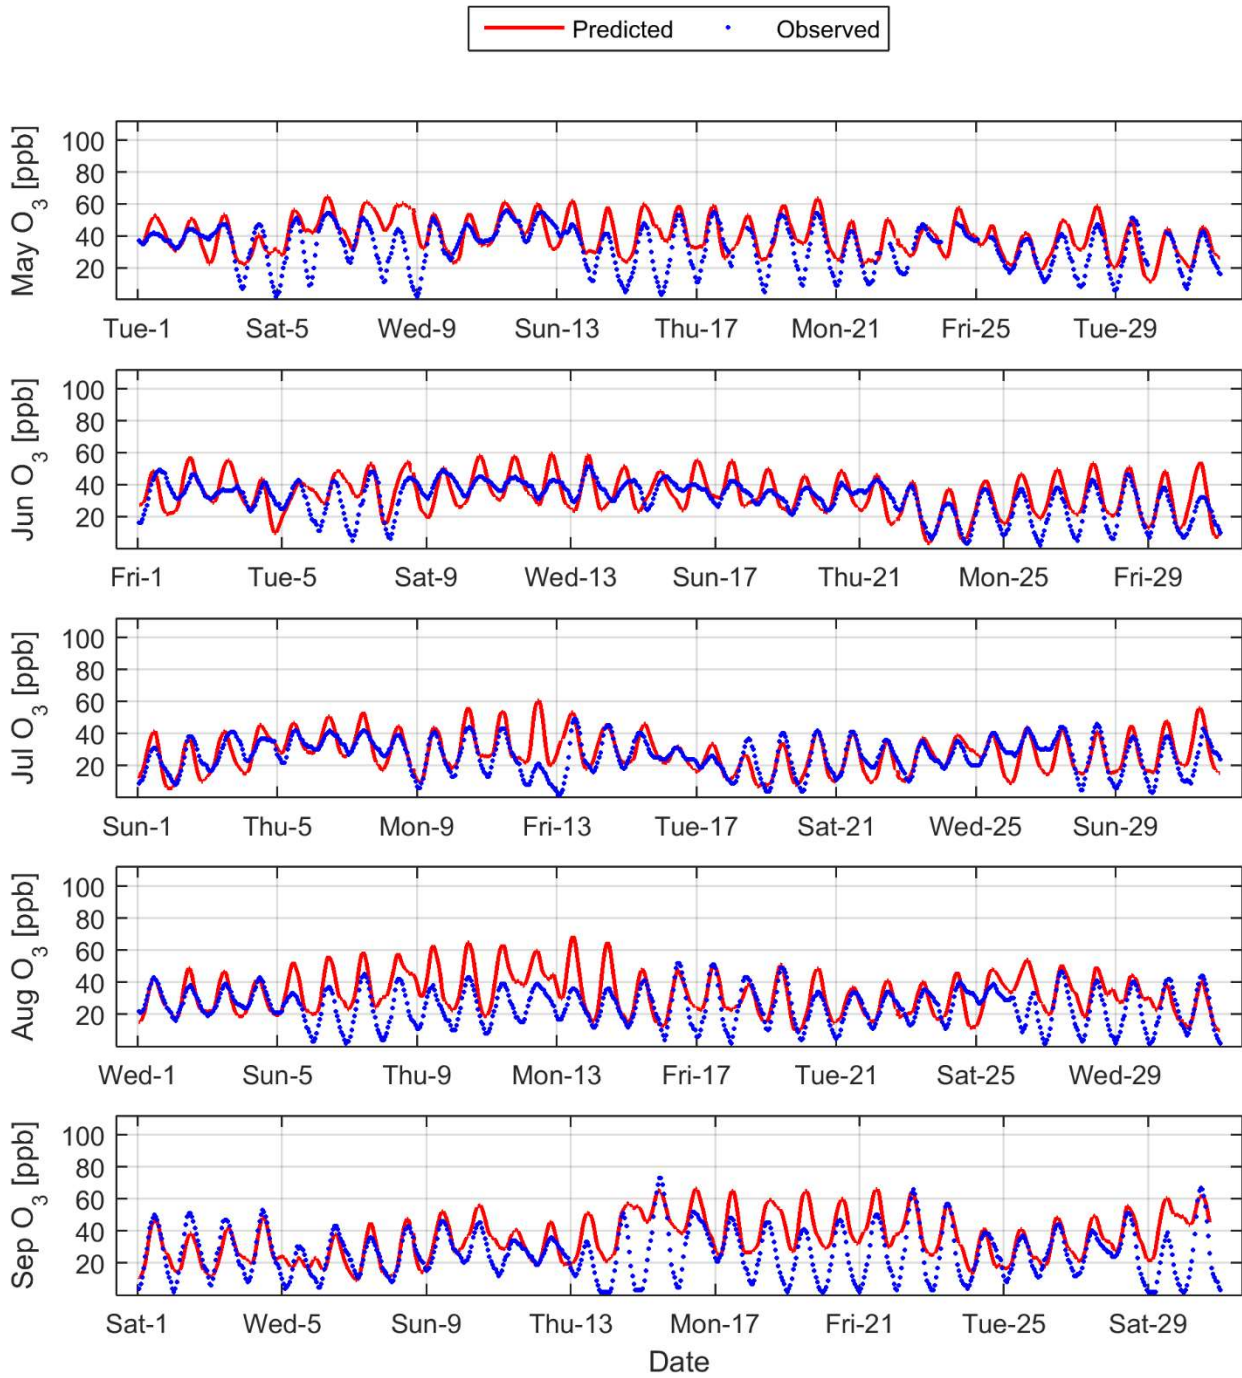 Predicted Observed
May O3 [ppb]
100
80
60
40
20
Tue-1 Sat-5 Wed-9 Sun-13 Thu-17 Mon-21 Fri-25 Tue-29
Jun O3 [ppb]
100
80
60
40
20
Fri-1 Tue-5 Sat-9 Wed-13 Sun-17 Thu-21 Mon-25 Fri-29
Jul O3 [ppb]
100
80
60
40
20
Sun-1 Thu-5 Mon-9 Fri-13 Tue-17 Sat-21 Wed-25 Sun-29
Aug O3 [ppb]
100
80
60
40
20
Wed-1 Sun-5 Thu-9 Mon-13 Fri-17 Tue-21 Sat-25 Wed-29
Sep O3 [ppb]
100
80
60
40
20
Sat-1 Wed-5 Sun-9 Thu-13 Mon-17 Fri-21 Tue-25 Sat-29
Date